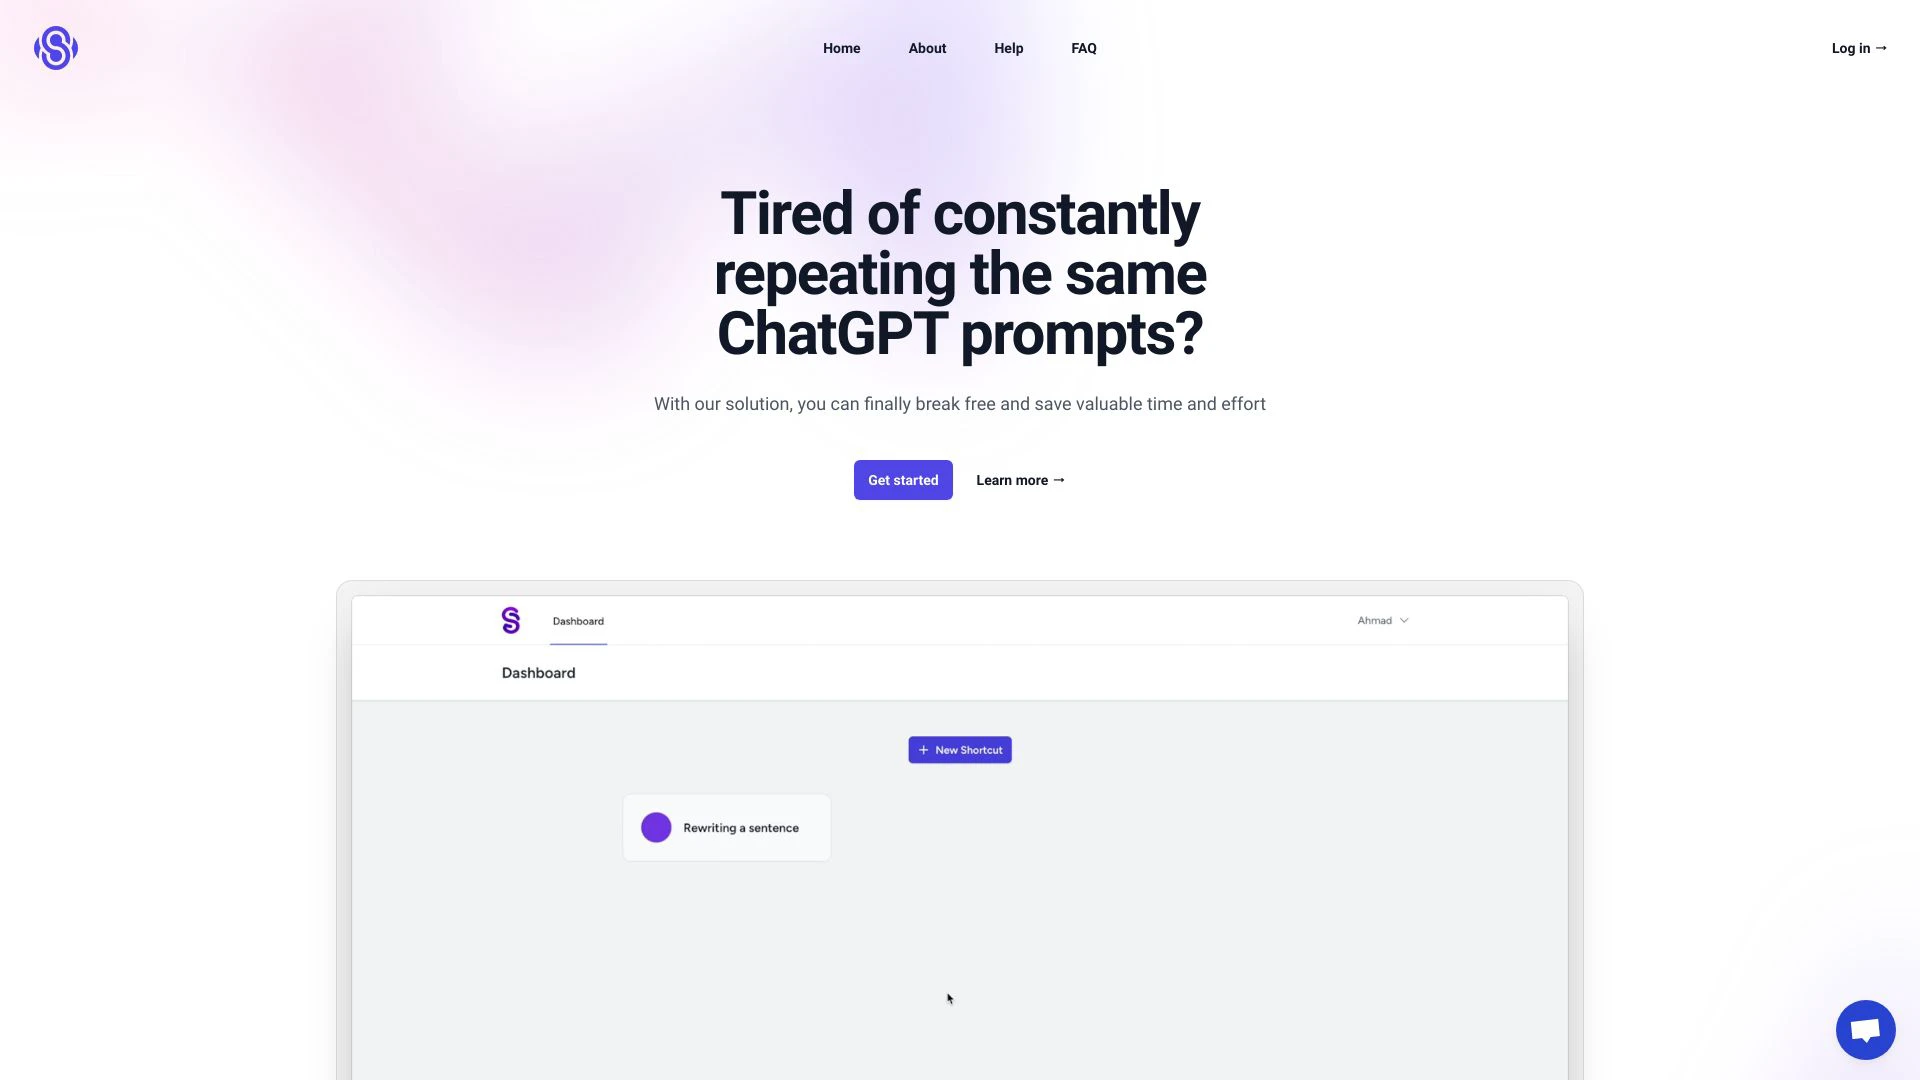 Home
About
Help
FAQ
Log in →
Tired of constantly
repeating the same
ChatGPT prompts?
With our solution, you can finally break free and save valuable time and effort
Get started
Learn more →
Dashboard
Ahmad
Dashboard
+ New Shortcut
Rewriting a sentence